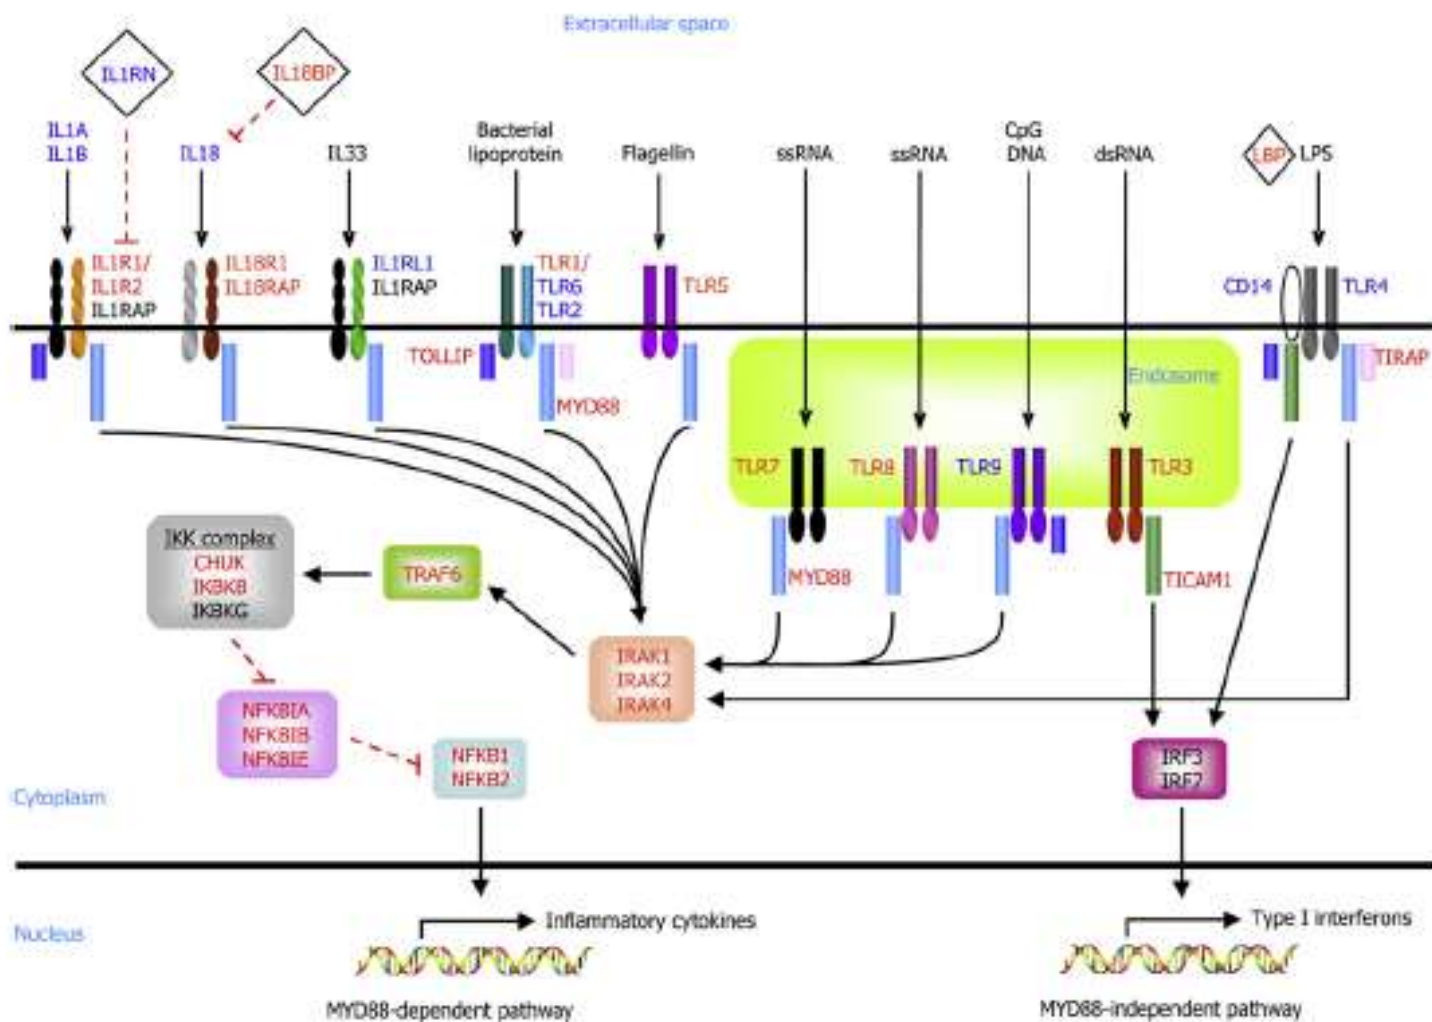 Extracellular space
IL1RN
IL18BP
IL1A
IL1B
IL18
IL33
Bacterial
lipoprotein
Flagellin
ssRNA
ssRNA
CpG
DNA
dsRNA
LBP
LPS
IL1R1/
IL1R2
IL1RAP
IL18R1
IL18RAP
IL1RL1
IL1RAP
TLR1/
TLR6
TLR2
TLR5
CD14
TLR4
TOLLIP
MYD88
Endosome
TIRAP
TLR7
TLR8
TLR9
TLR3
IKK complex
CHUK
IKBKB
IKBKG
TRAF6
MYD88
TICAM1
IRAK1
IRAK2
IRAK4
NFKBIA
NFKBIB
NFKBIE
NFKB1
NFKB2
IRF3
IRF7
Cytoplasm
Nucleus
Inflammatory cytokines
Type I interferons
MYD88-dependent pathway
MYD88-independent pathway